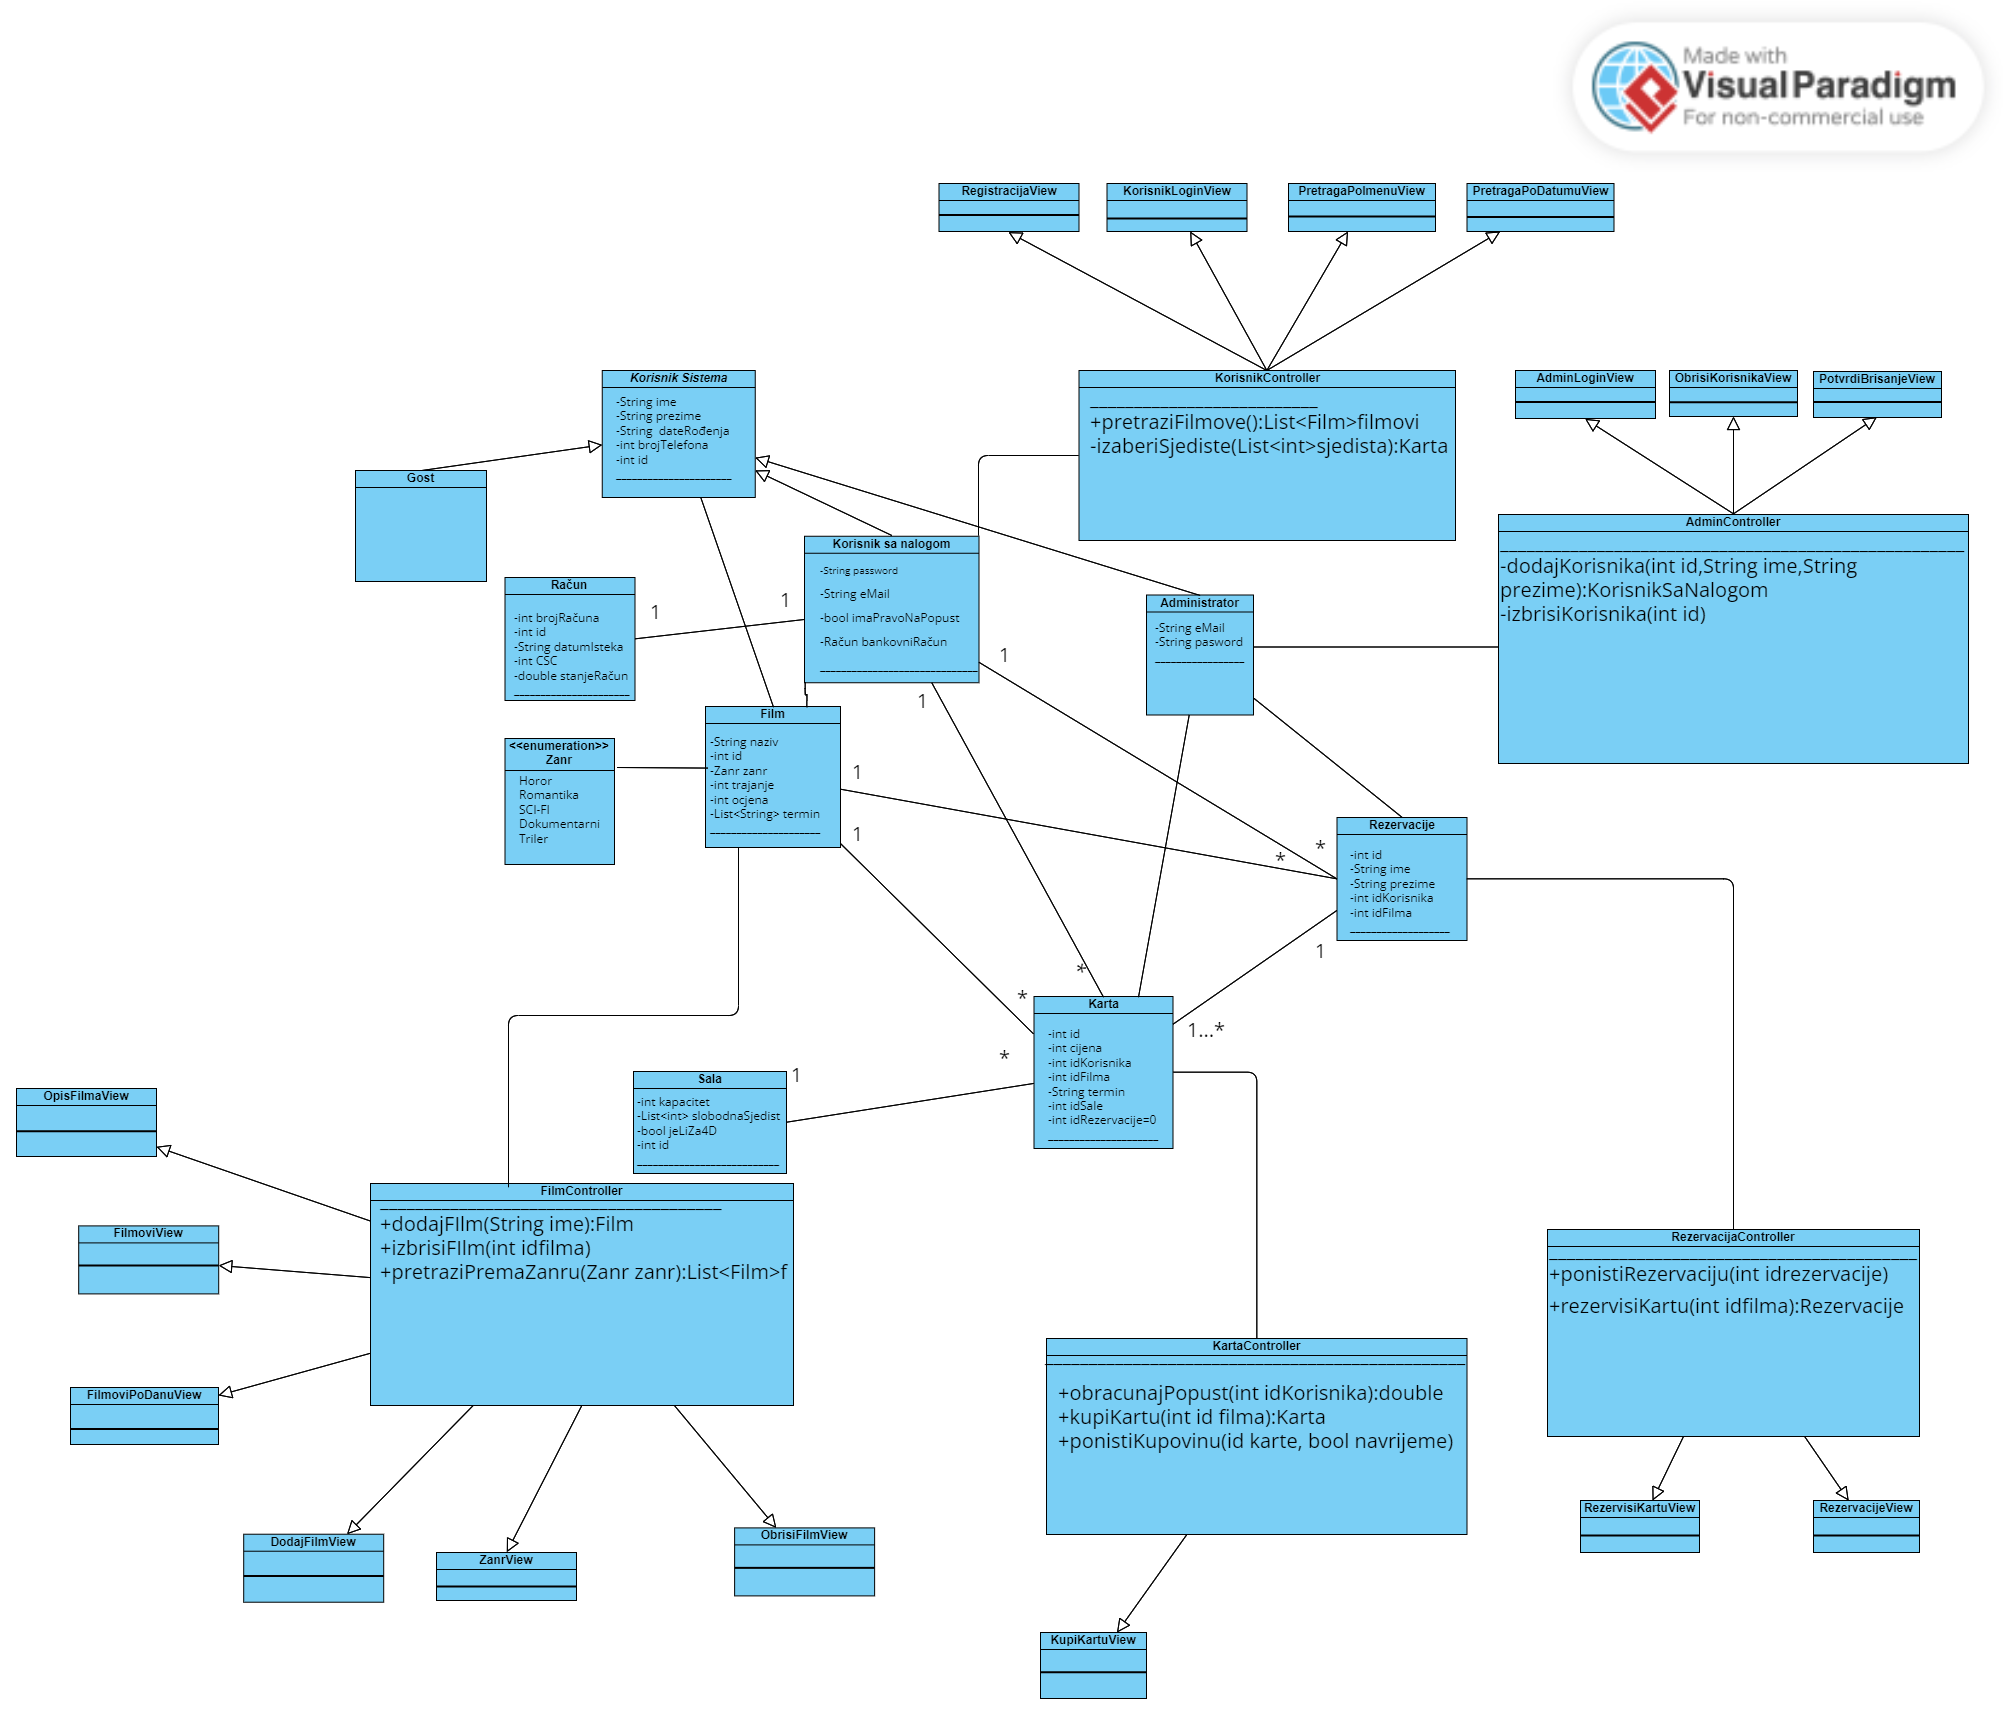 Made with
Visual Paradigm
For non-commercial use
RegistracijaView
KorisnikLoginView
PretragaPoImenuView
PretragaPoDatumuView
Korisnik Sistema
-String ime
-String prezime
-String dateRođenja
-int brojTelefona
-int id
KorisnikController
+pretraziFilmove():List<Film>filmovi
-izaberiSjediste(List<int>sjedista):Karta
AdminLoginView
ObrisiKorisnikaView
PotvrdiBrisanjeView
Gost
AdminController
-dodajKorisnika(int id,String ime,String
prezime):KorisnikSaNalogom
-izbrisiKorisnika(int id)
Korisnik sa nalogom
-String password
-String eMail
-bool imaPravoNaPopust
-Račun bankovniRačun
Račun
-int brojRačuna
-int id
-String datumIsteka
-int CSC
-double stanjeRačun
1
1
Administrator
-String eMail
-String pasword
1
1
Film
-String naziv
-int id
-Zanr zanr
-int trajanje
-int ocjena
-List<String> termin
<<enumeration>>
Zanr
Horor
Romantika
SCI-FI
Dokumentarni
Triler
1
1
*
*
Rezervacije
-int id
-String ime
-String prezime
-int idKorisnika
-int idFilma
1
*
*
Karta
-int id
-int cijena
-int idKorisnika
-int idFilma
-String termin
-int idSale
-int idRezervacije=0
1...*
*
1
Sala
-int kapacitet
-List<int> slobodnaSjedist
-bool jeLiZa4D
-int id
OpisFilmaView
FilmController
+dodajFIlm(String ime):Film
+izbrisiFIlm(int idfilma)
+pretraziPremaZanru(Zanr zanr):List<Film>f
FilmoviView
RezervacijaController
+ponistiRezervaciju(int idrezervacije)
+rezervisiKartu(int idfilma):Rezervacije
KartaController
+obracunajPopust(int idKorisnika):double
+kupiKartu(int id filma):Karta
+ponistiKupovinu(id karte, bool navrijeme)
FilmoviPoDanuView
RezervisiKartuView
RezervacijeView
DodajFilmView
ZanrView
ObrisiFilmView
KupiKartuView